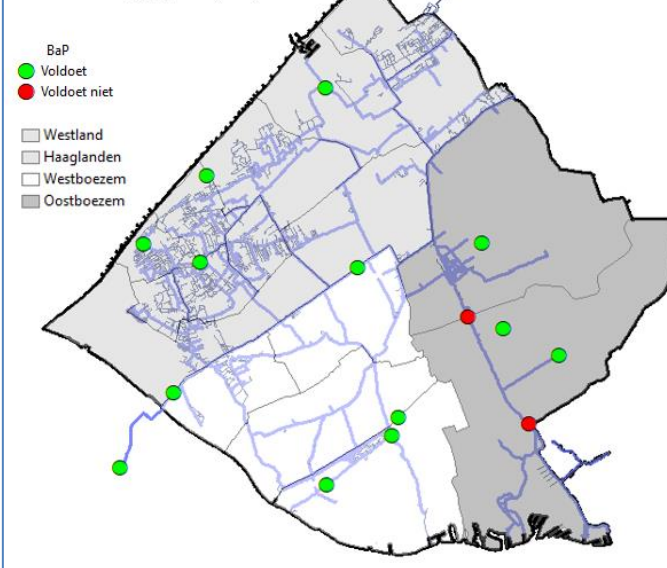 BaP
Voldoet
Voldoet niet
Westland
Haaglanden
Westboezem
Oostboezem